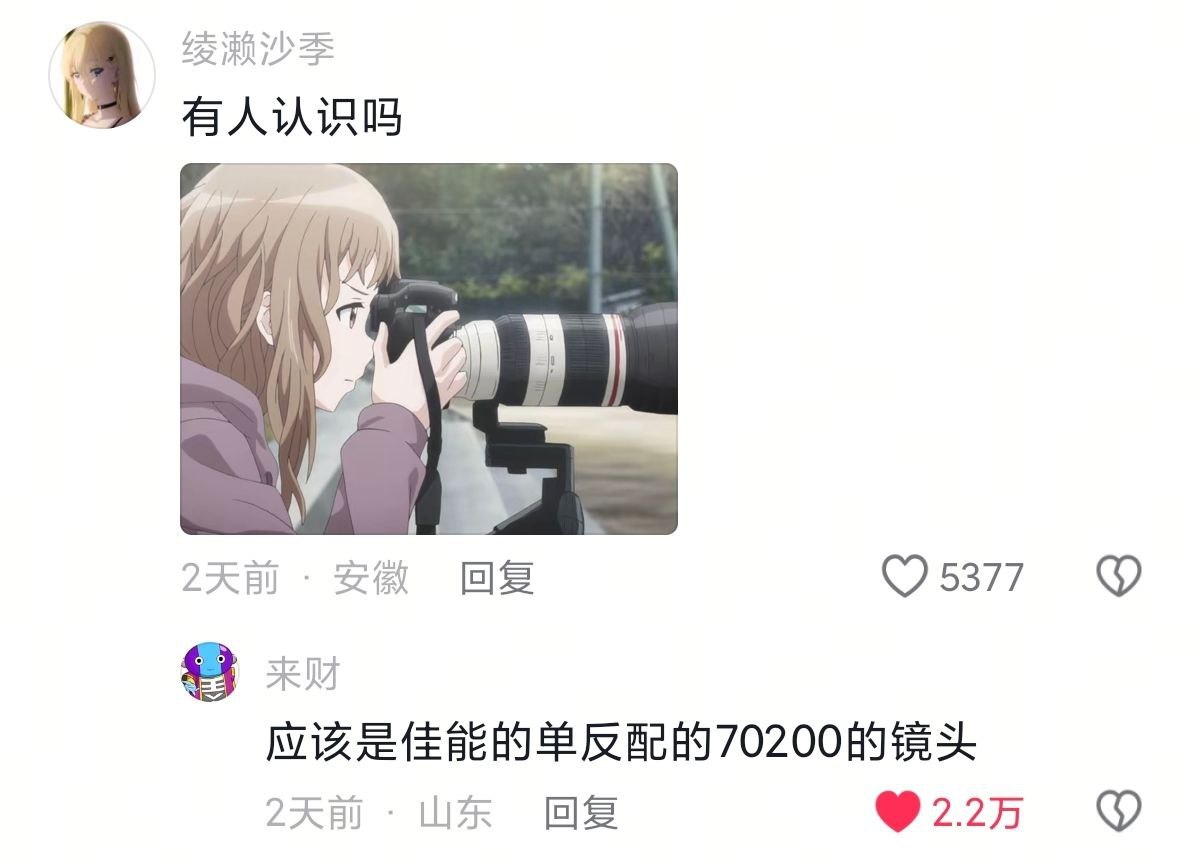 绫濑沙季
有人认识吗
2天前 · 安徽 回复 5377
来财
应该是佳能的单反配的70200的镜头
2天前 · 山东 回复 2.2万